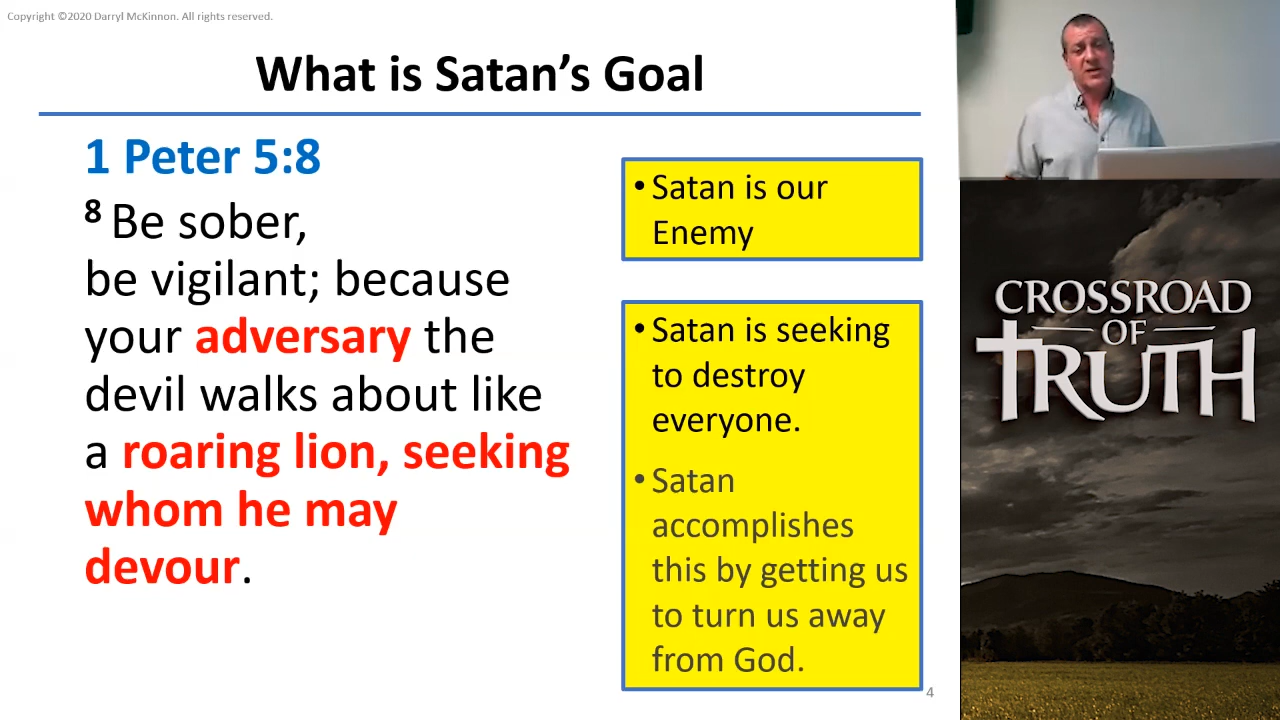 Copyright ©2020 Darryl McKinnon. All rights reserved.
What is Satan’s Goal
1 Peter 5:8
8 Be sober,
be vigilant; because
your adversary the
devil walks about like
a roaring lion, seeking
whom he may
devour.
• Satan is our
Enemy
• Satan is seeking
to destroy
everyone.
• Satan
accomplishes
this by getting us
to turn us away
from God.
4
CROSSROAD
OF
TRUTH